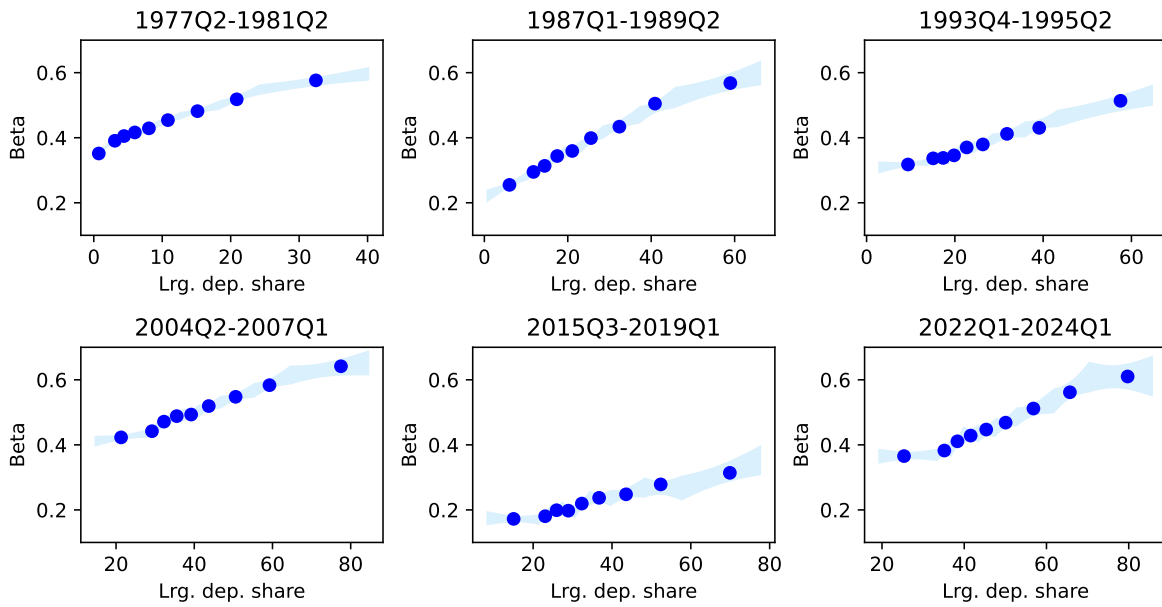 1977Q2-1981Q2
0.6
0.4
0.2
Beta
0 10 20 30 40
Lrg. dep. share
1987Q1-1989Q2
0.6
0.4
0.2
Beta
0 20 40 60
Lrg. dep. share
1993Q4-1995Q2
0.6
0.4
0.2
Beta
0 20 40 60
Lrg. dep. share
2004Q2-2007Q1
0.6
0.4
0.2
Beta
20 40 60 80
Lrg. dep. share
2015Q3-2019Q1
0.6
0.4
0.2
Beta
20 40 60 80
Lrg. dep. share
2022Q1-2024Q1
0.6
0.4
0.2
Beta
20 40 60 80
Lrg. dep. share